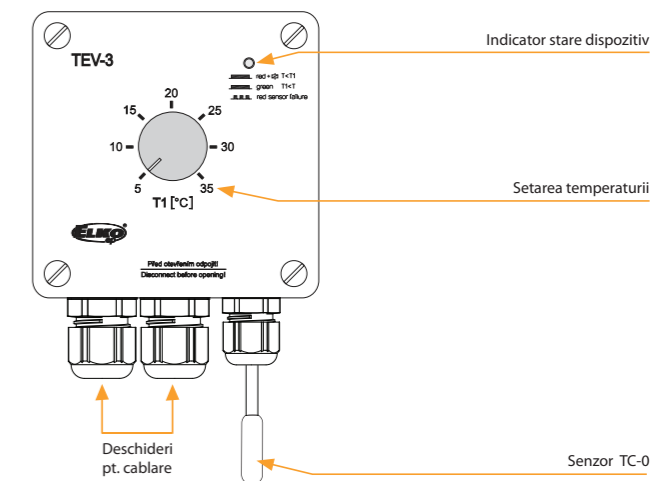 Indicator stare dispozitiv
TEV-3
red + T<T1
green T1<T
red sensor failure
20
15 25
10 30
5 35
T1 [°C]
Setarea temperaturii
ELKO ep
Před otevřením odpojit!
Disconnect before opening!
Deschideri
pt. cablare
Senzor TC-0